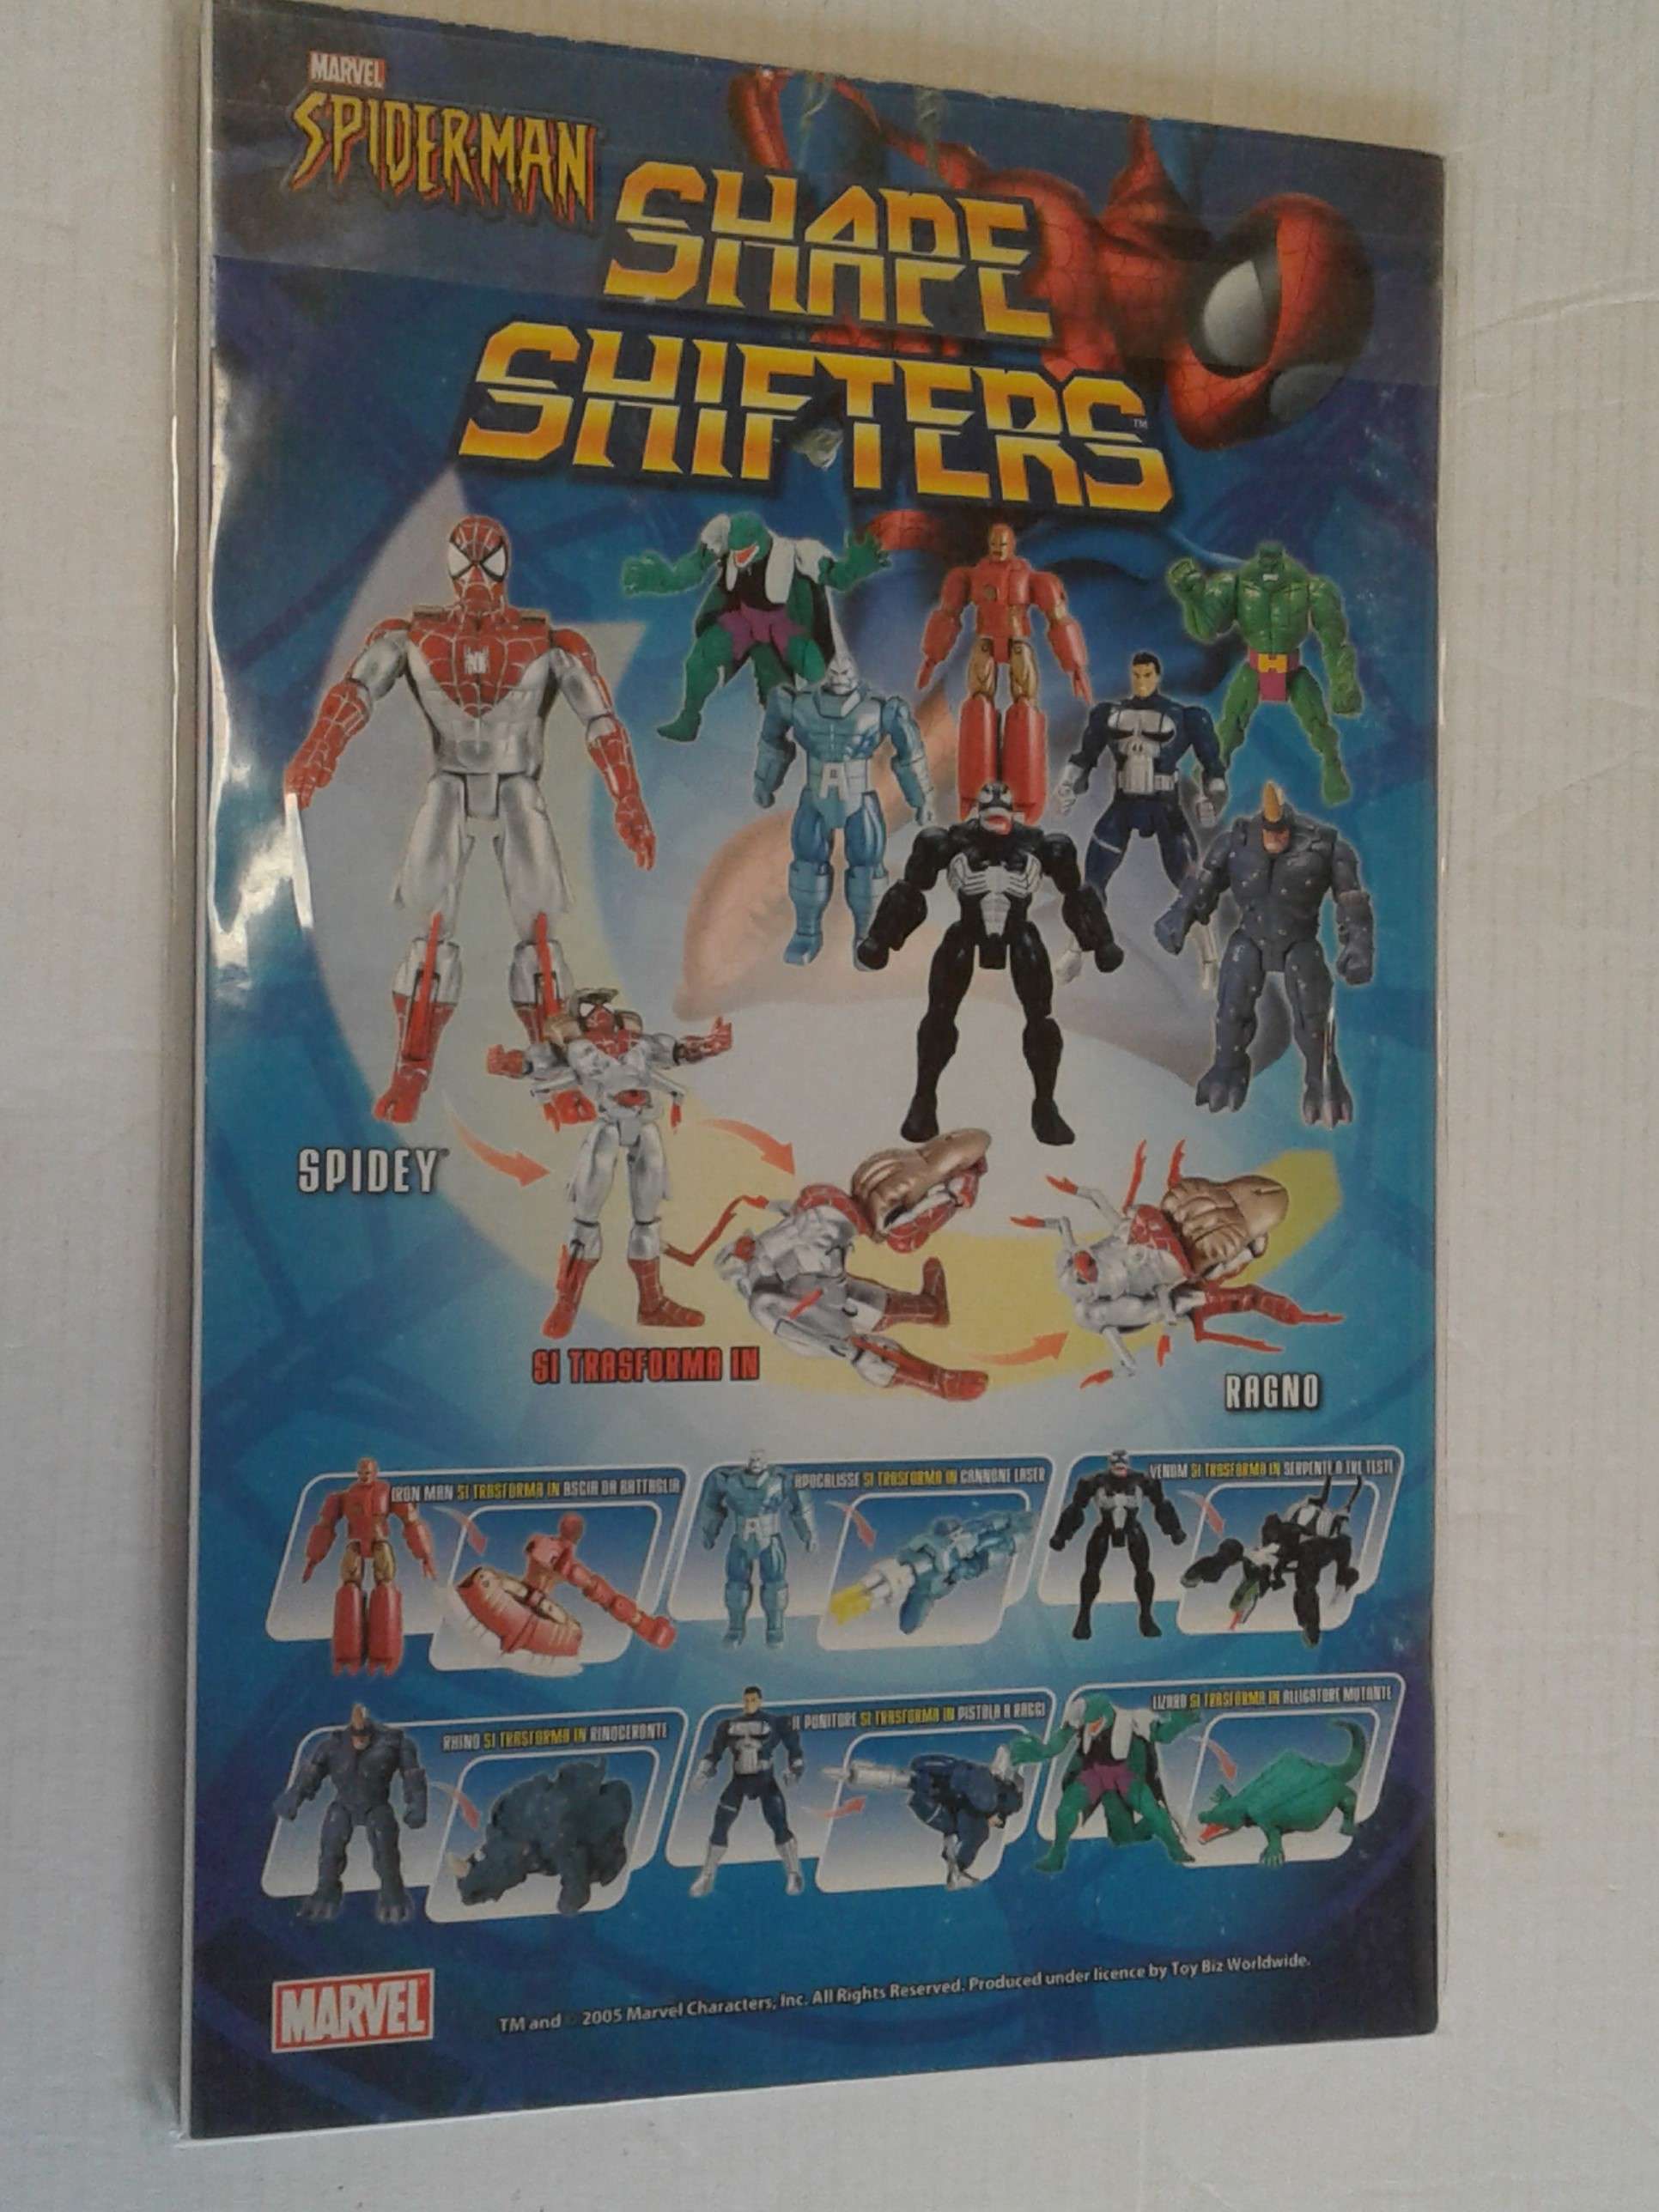 MARVEL
SPIDER-MAN
SHAPE
SHIFTERS™
SPIDEY
SI TRASFORMA IN
RAGNO
IRON MAN SI TRASFORMA IN ASCIA DA BATTAGLIA
APOCALISSE SI TRASFORMA IN CANNONE LASER
VENOM SI TRASFORMA IN SERPENTE A TRE TESTE
RHINO SI TRASFORMA IN RINOCERONTE
IL PUNITORE SI TRASFORMA IN PISTOLA A RAGGI
LIZARD SI TRASFORMA IN ALLIGATORE MUTANTE
MARVEL
TM and © 2005 Marvel Characters, Inc. All Rights Reserved. Produced under licence by Toy Biz Worldwide.